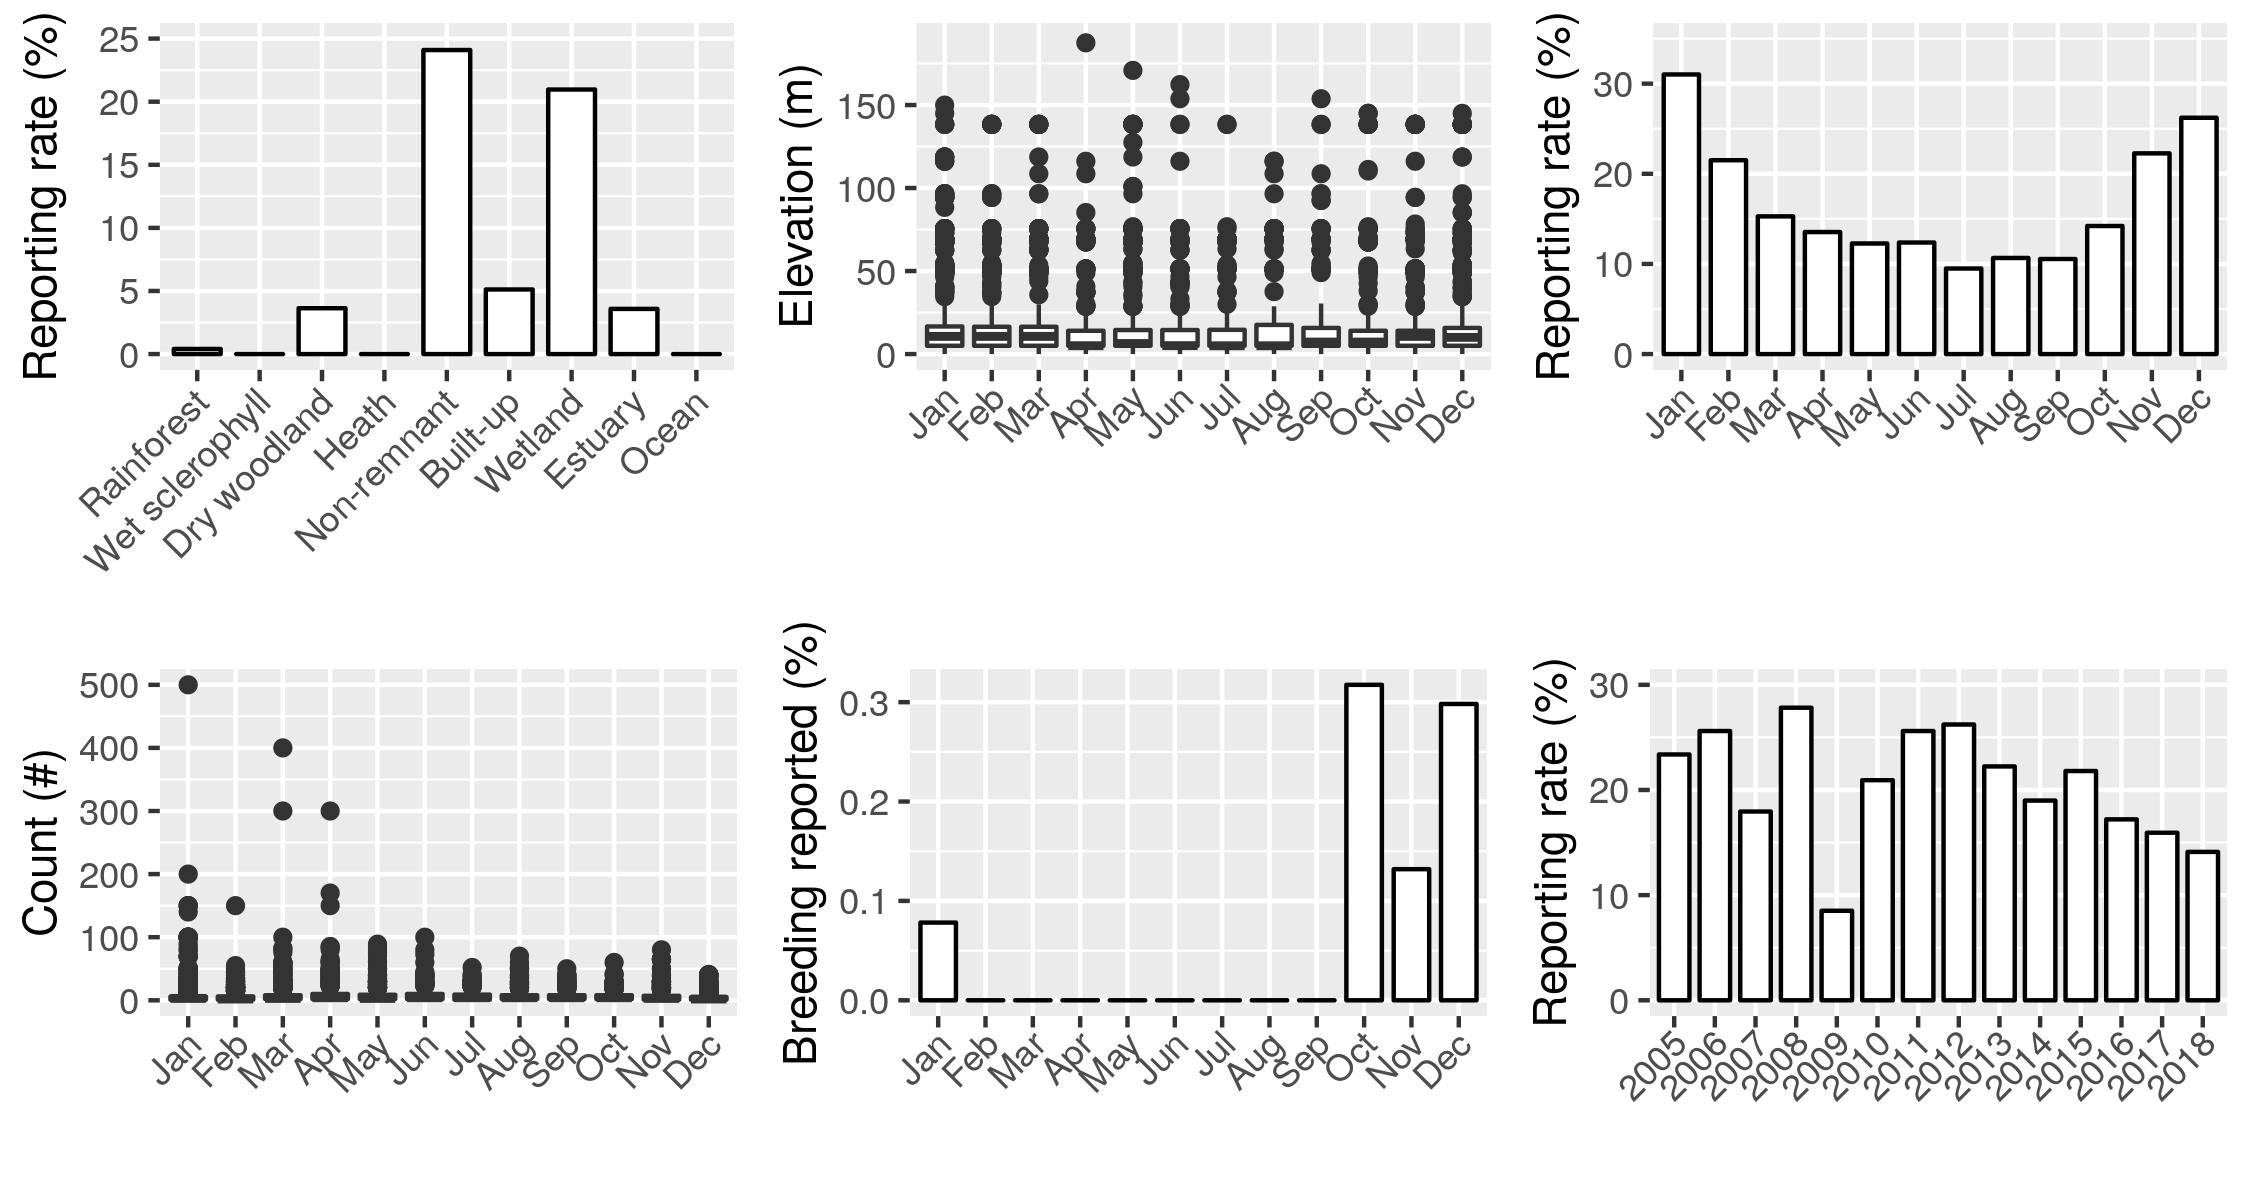 Reporting rate (%)
25
20
15
10
5
0
Rainforest
Wet sclerophyll
Dry woodland
Heath
Non-remnant
Built-up
Wetland
Estuary
Ocean
Elevation (m)
150
100
50
0
Jan
Feb
Mar
Apr
May
Jun
Jul
Aug
Sep
Oct
Nov
Dec
Reporting rate (%)
30
20
10
0
Jan
Feb
Mar
Apr
May
Jun
Jul
Aug
Sep
Oct
Nov
Dec
Count (#)
500
400
300
200
100
0
Jan
Feb
Mar
Apr
May
Jun
Jul
Aug
Sep
Oct
Nov
Dec
Breeding reported (%)
0.3
0.2
0.1
0.0
Jan
Feb
Mar
Apr
May
Jun
Jul
Aug
Sep
Oct
Nov
Dec
Reporting rate (%)
30
20
10
0
2005
2006
2007
2008
2009
2010
2011
2012
2013
2014
2015
2016
2017
2018